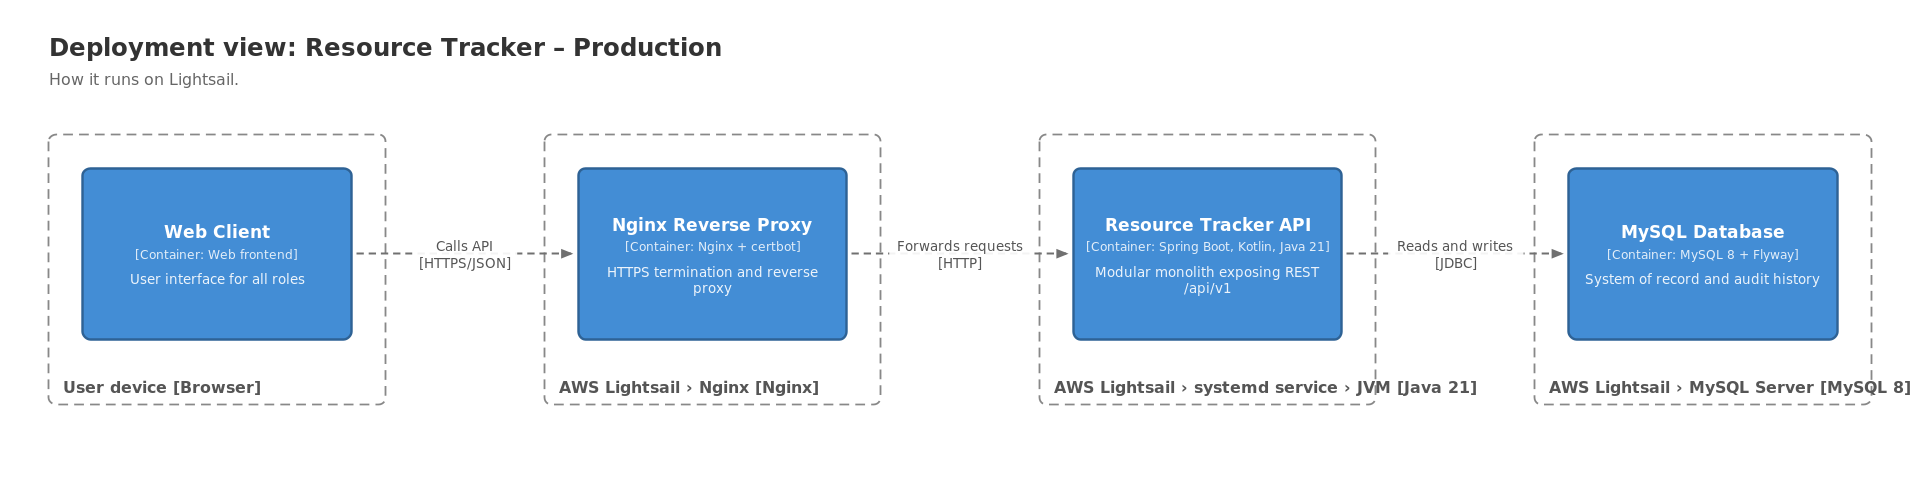 Deployment view: Resource Tracker – Production
How it runs on Lightsail.
Web Client
[Container: Web frontend]
User interface for all roles
User device [Browser]
Calls API
[HTTPS/JSON]
Nginx Reverse Proxy
[Container: Nginx + certbot]
HTTPS termination and reverse
proxy
AWS Lightsail › Nginx [Nginx]
Forwards requests
[HTTP]
Resource Tracker API
[Container: Spring Boot, Kotlin, Java 21]
Modular monolith exposing REST
/api/v1
AWS Lightsail › systemd service › JVM [Java 21]
Reads and writes
[JDBC]
MySQL Database
[Container: MySQL 8 + Flyway]
System of record and audit history
AWS Lightsail › MySQL Server [MySQL 8]